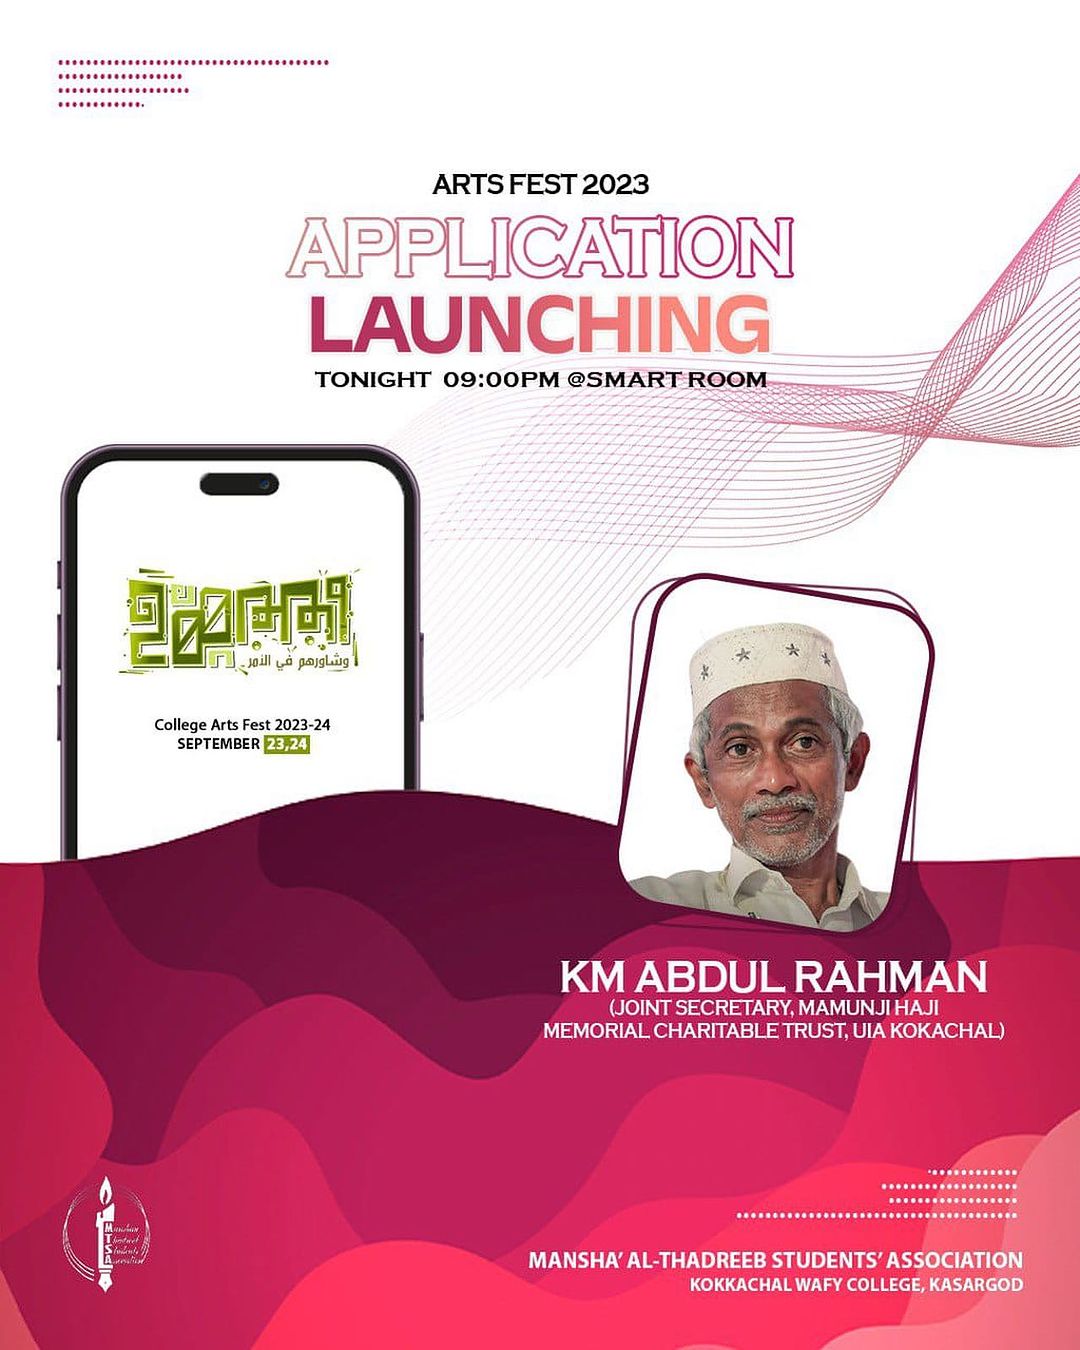 ARTS FEST 2023
APPLICATION
LAUNCHING
TONIGHT 09:00PM @SMART ROOM
وشاورهم في الأمر
College Arts Fest 2023-24
SEPTEMBER 23,24
KM ABDUL RAHMAN
(JOINT SECRETARY, MAMUNJI HAJI
MEMORIAL CHARITABLE TRUST, UIA KOKACHAL)
MTSA
MANSHA’ AL-THADREEB STUDENTS’ ASSOCIATION
KOKKACHAL WAFY COLLEGE, KASARGOD